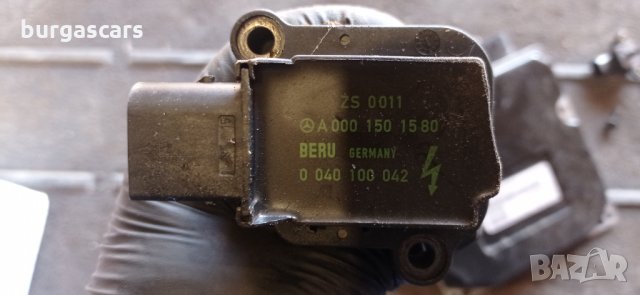 burgascars
ZS 0011
A 000 150 15 80
BERU GERMANY
0 040 100 042
BAZAR